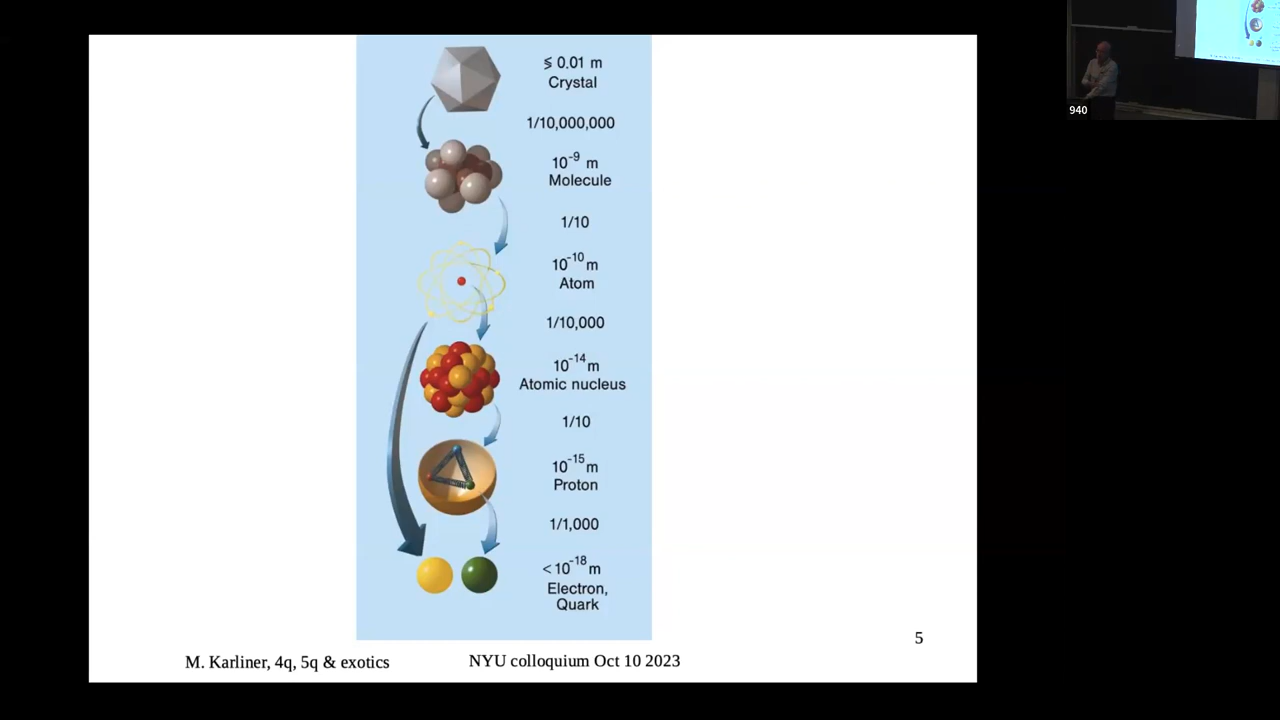 ≶ 0.01 m
Crystal
1/10,000,000
10⁻⁹ m
Molecule
1/10
10⁻¹⁰ m
Atom
1/10,000
10⁻¹⁴ m
Atomic nucleus
1/10
10⁻¹⁵ m
Proton
1/1,000
< 10⁻¹⁸ m
Electron,
Quark
5
M. Karliner, 4q, 5q & exotics
NYU colloquium Oct 10 2023
940